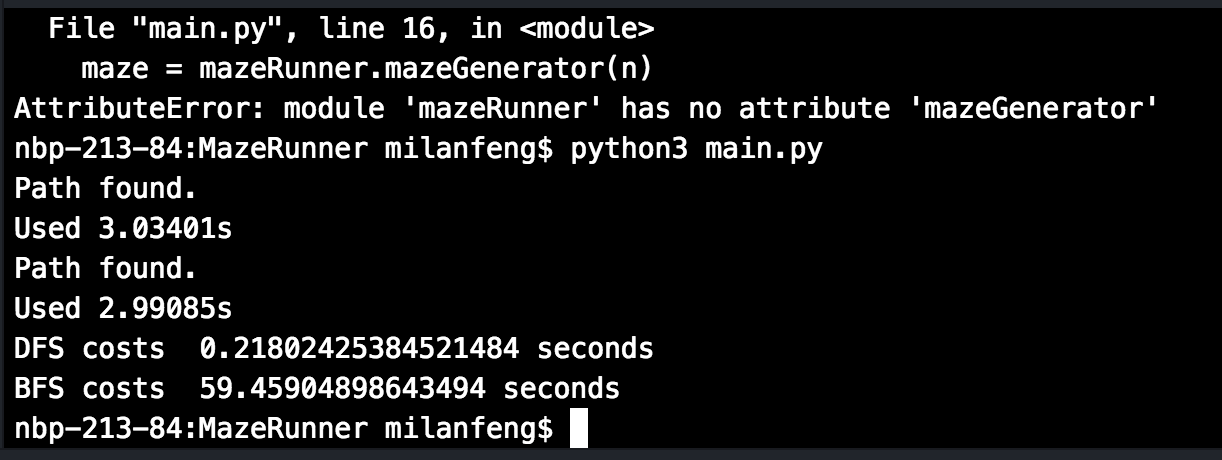 File "main.py", line 16, in <module>
maze = mazeRunner.mazeGenerator(n)
AttributeError: module 'mazeRunner' has no attribute 'mazeGenerator'
nbp-213-84:MazeRunner milanfeng$ python3 main.py
Path found.
Used 3.03401s
Path found.
Used 2.99085s
DFS costs  0.21802425384521484 seconds
BFS costs  59.45904898643494 seconds
nbp-213-84:MazeRunner milanfeng$